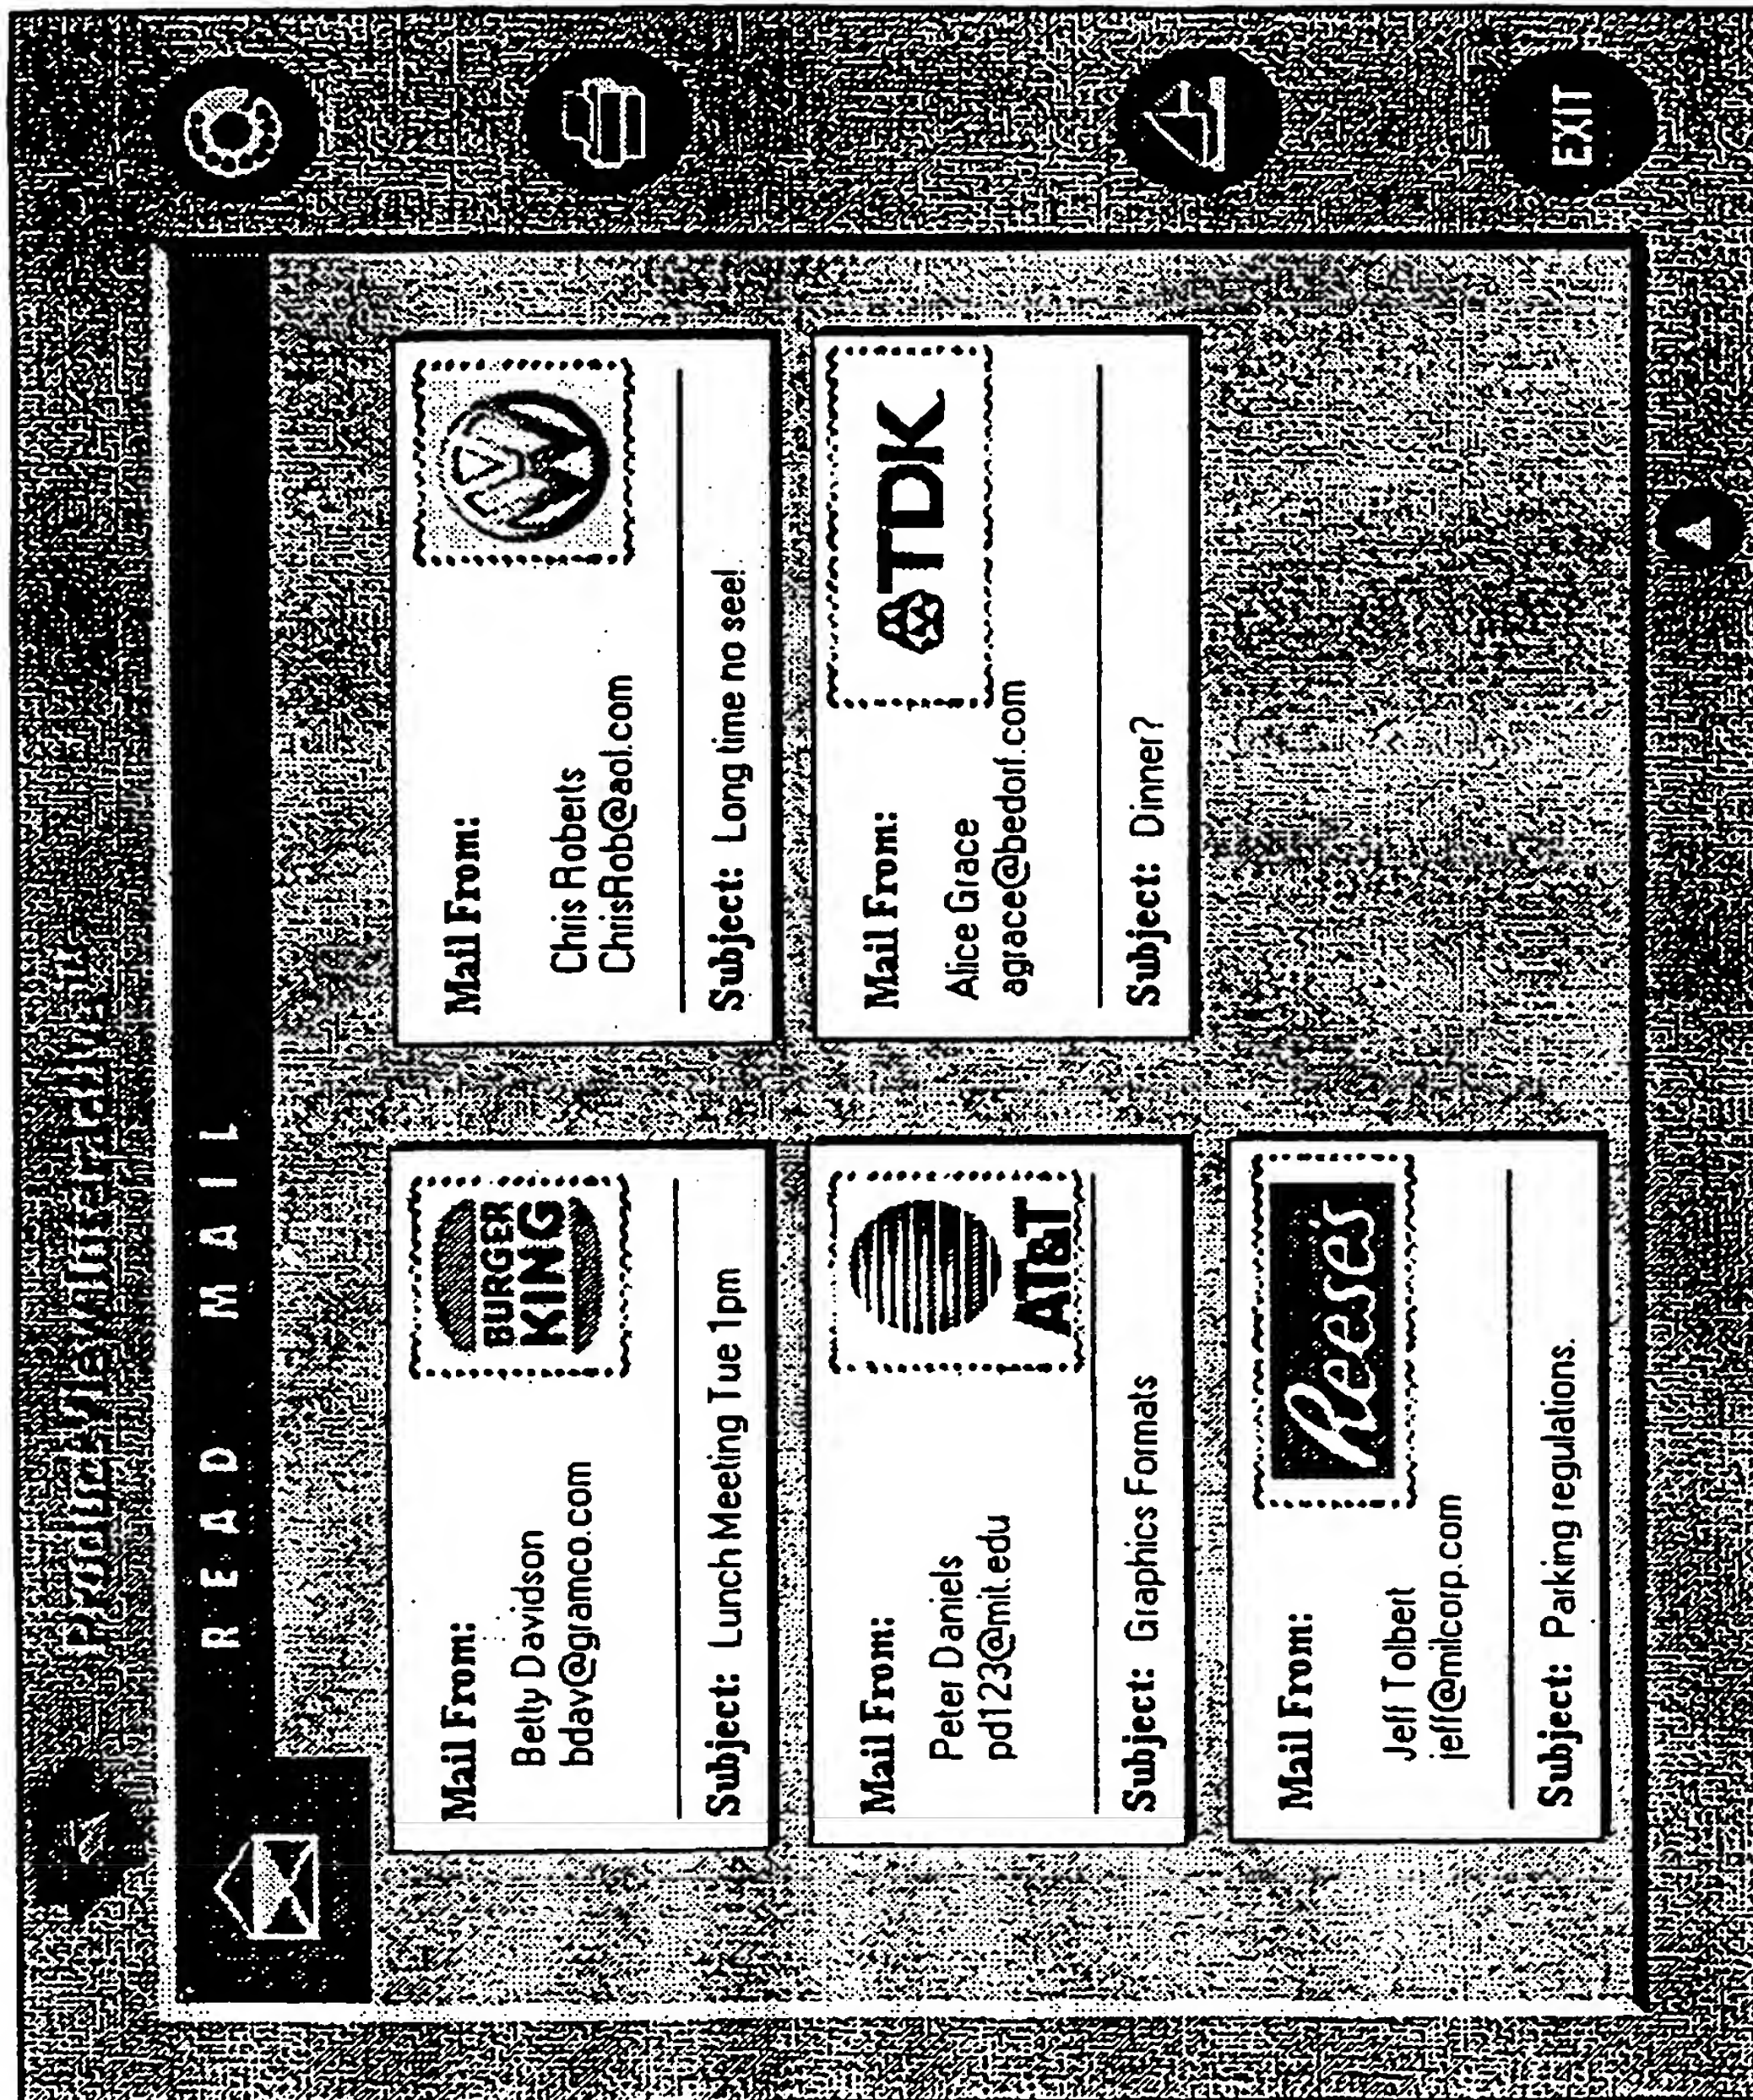 ProductView Interactive
READ MAIL
Mail From:
BURGER
KING
Betty Davidson
bdav@gramco.com
Subject: Lunch Meeting Tue 1pm
Mail From:
Chris Roberts
ChrisRob@aol.com
Subject: Long time no see!
Mail From:
AT&T
Peter Daniels
pd123@mit.edu
Subject: Graphics Formats
Mail From:
TDK
Alice Grace
agrace@bedorf.com
Subject: Dinner?
Mail From:
Reese's
Jeff Tolbert
jeff@milcorp.com
Subject: Parking regulations.
EXIT